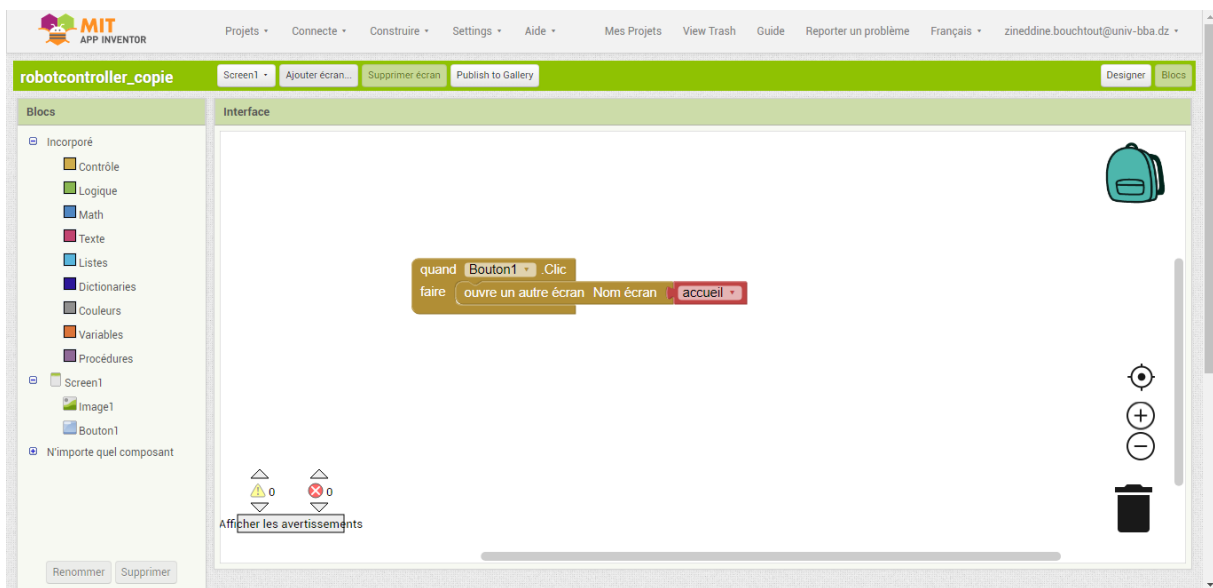 MIT
APP INVENTOR
Projets Connecte Construire Settings Aide Mes Projets View Trash Guide Reporter un problème Français zineddine.bouchtout@univ-bba.dz
robotcontroller_copie Screen1 Ajouter écran... Supprimer écran Publish to Gallery Designer Blocs
Blocs
Interface
Incorporé
Contrôle
Logique
Math
Texte
Listes
Dictionaries
Couleurs
Variables
Procédures
Screen1
Image1
Bouton1
N'importe quel composant
Renommer Supprimer
quand Bouton1 .Clic
faire ouvre un autre écran Nom écran accueil
0 0
Afficher les avertissements